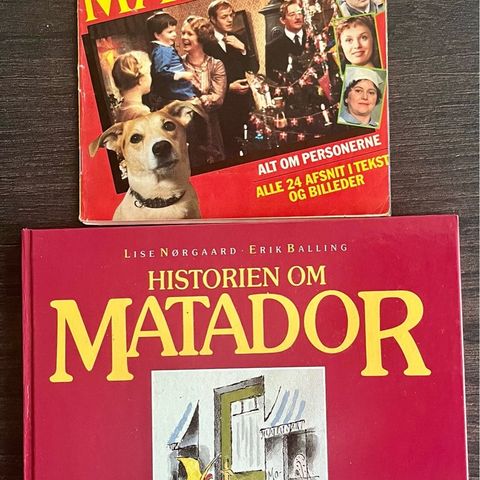 ALT OM PERSONERNE
ALLE 24 AFSNIT I TEKST
OG BILLEDER
LISE NØRGAARD · ERIK BALLING
HISTORIEN OM
MATADOR